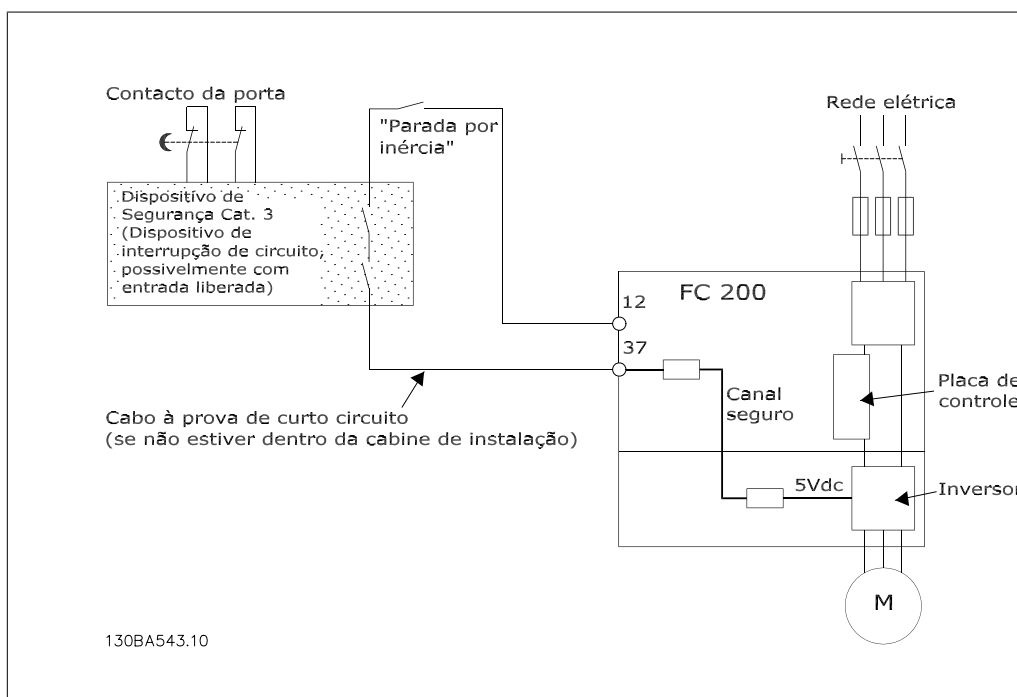 Contacto da porta
"Parada por
inércia"
Rede elétrica
Dispositivo de
Segurança Cat. 3
(Dispositivo de
interrupção de circuito,
possivelmente com
entrada liberada)
12
FC 200
37
Canal
seguro
Placa de
controle
Cabo à prova de curto circuito
(se não estiver dentro da cabine de instalação)
5Vdc
Inversor
M
130BA543.10